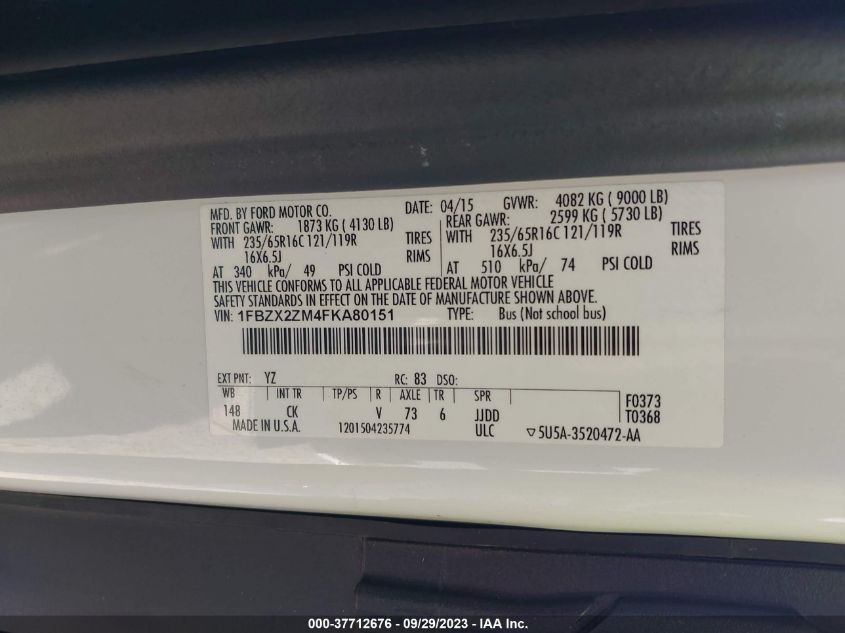 MFD. BY FORD MOTOR CO. DATE: 04/15 GVWR: 4082 KG ( 9000 LB)
FRONT GAWR: 1873 KG ( 4130 LB) REAR GAWR: 2599 KG ( 5730 LB)
WITH 235/65R16C 121/119R TIRES WITH 235/65R16C 121/119R TIRES
16X6.5J RIMS 16X6.5J RIMS
AT 340 kPa/ 49 PSI COLD AT 510 kPa/ 74 PSI COLD
THIS VEHICLE CONFORMS TO ALL APPLICABLE FEDERAL MOTOR VEHICLE
SAFETY STANDARDS IN EFFECT ON THE DATE OF MANUFACTURE SHOWN ABOVE.
VIN: 1FBZX2ZM4FKA80151 TYPE: Bus (Not school bus)
EXT PNT: YZ RC: 83 DSO:
WB INT TR TP/PS R AXLE TR SPR F0373
148 CK V 73 6 JJDD T0368
MADE IN U.S.A. 1201504235774 ULC ▽5U5A-3520472-AA
000-37712676 - 09/29/2023 - IAA Inc.